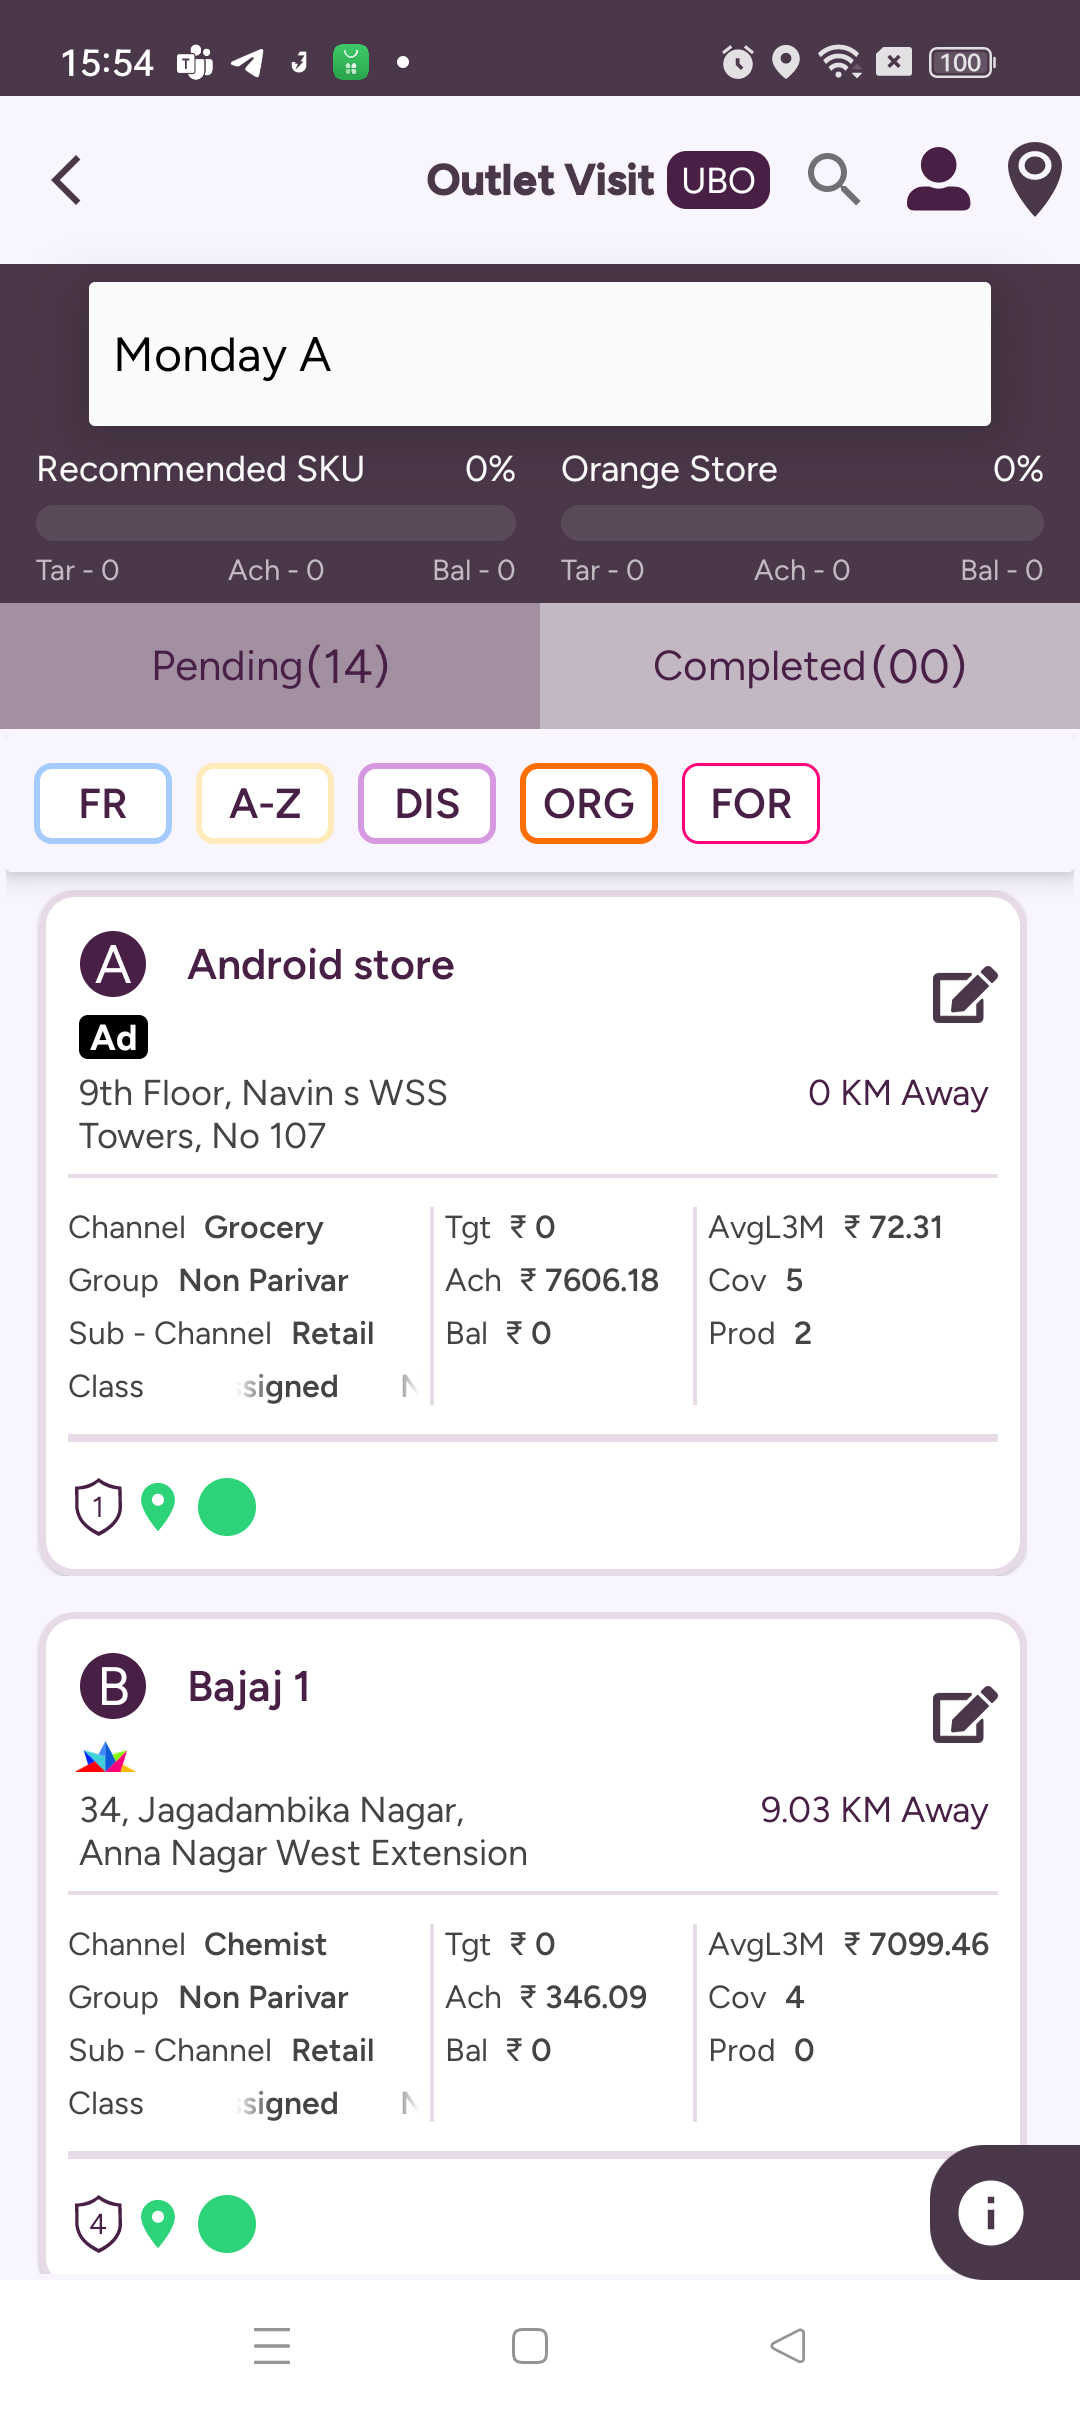 15:54
100
Outlet Visit UBO
Monday A
Recommended SKU 0% Orange Store 0%
Tar - 0 Ach - 0 Bal - 0 Tar - 0 Ach - 0 Bal - 0
Pending(14) Completed(00)
FR A-Z DIS ORG FOR
A Android store
Ad
9th Floor, Navin s WSS 0 KM Away
Towers, No 107
Channel Grocery Tgt ₹ 0 AvgL3M ₹ 72.31
Group Non Parivar Ach ₹ 7606.18 Cov 5
Sub - Channel Retail Bal ₹ 0 Prod 2
Class signed N
1
B Bajaj 1
34, Jagadambika Nagar, 9.03 KM Away
Anna Nagar West Extension
Channel Chemist Tgt ₹ 0 AvgL3M ₹ 7099.46
Group Non Parivar Ach ₹ 346.09 Cov 4
Sub - Channel Retail Bal ₹ 0 Prod 0
Class signed N
4